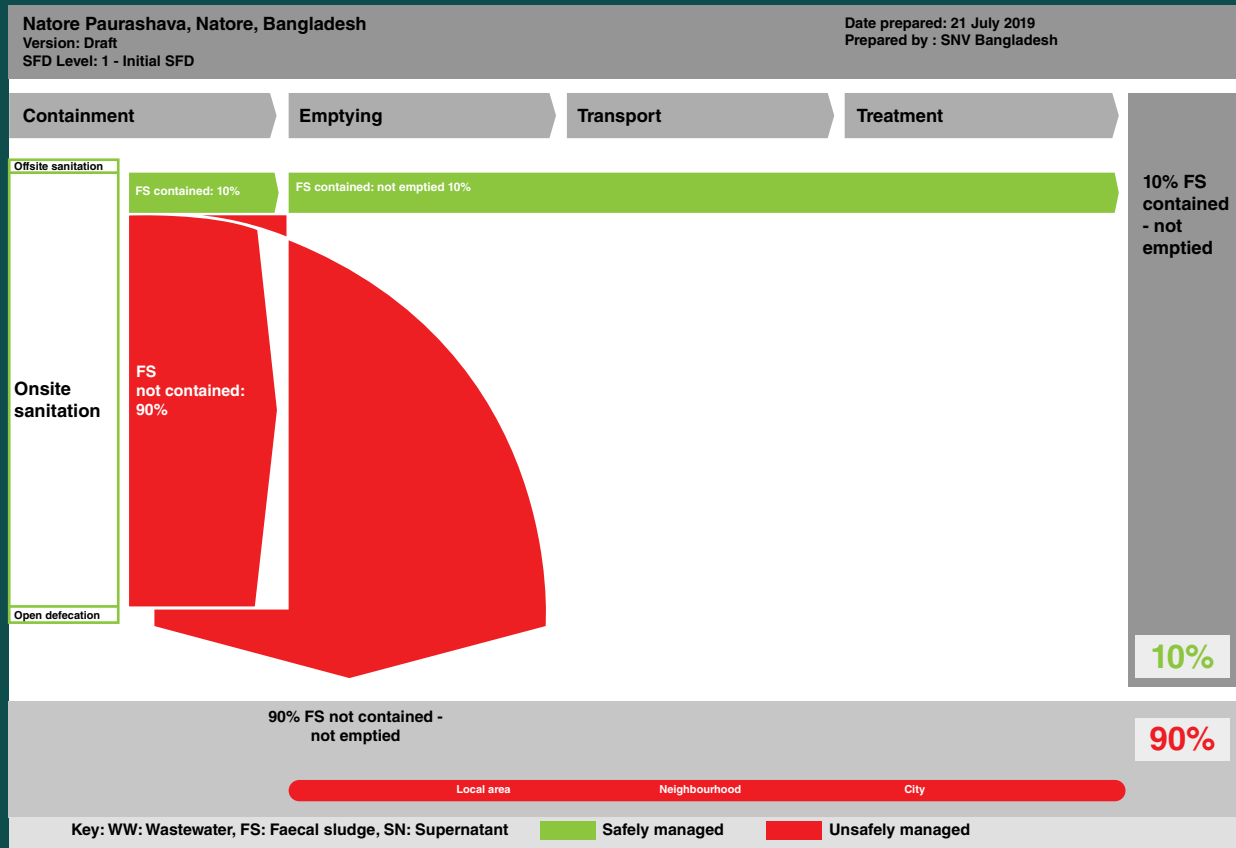 Natore Paurashava, Natore, Bangladesh
Version: Draft
SFD Level: 1 - Initial SFD
Date prepared: 21 July 2019
Prepared by : SNV Bangladesh
Containment
Emptying
Transport
Treatment
Offsite sanitation
FS contained: 10%
FS contained: not emptied 10%
10% FS
contained
- not
emptied
FS
not contained:
90%
Onsite
sanitation
Open defecation
10%
90% FS not contained -
not emptied
90%
Local area
Neighbourhood
City
Key: WW: Wastewater, FS: Faecal sludge, SN: Supernatant
Safely managed
Unsafely managed